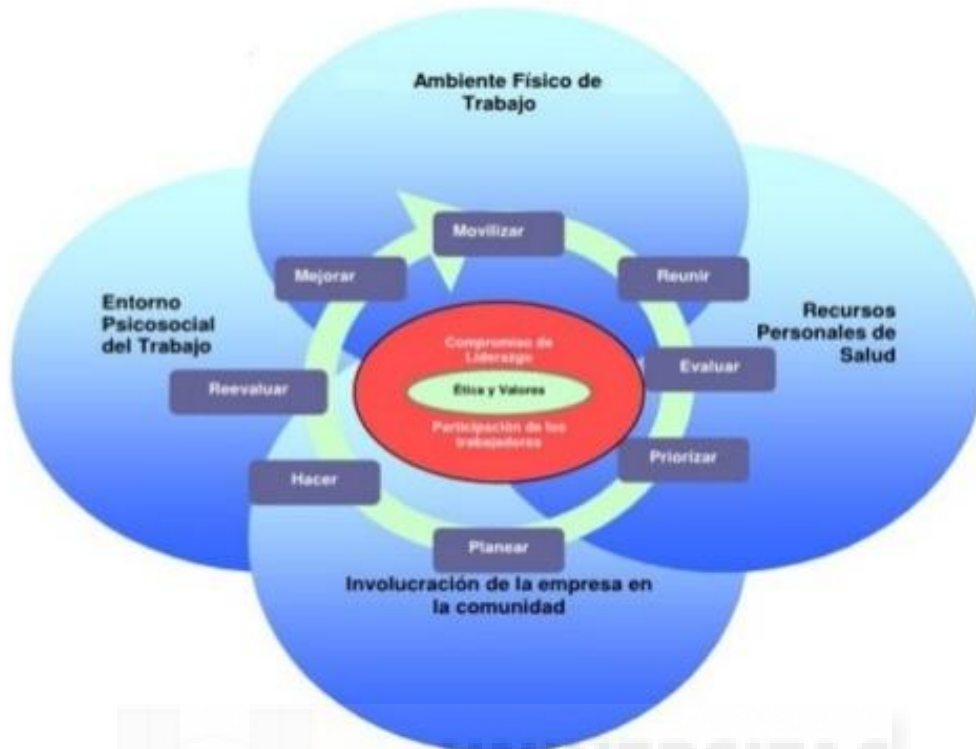 Ambiente Físico de
Trabajo
Movilizar
Mejorar
Reunir
Entorno
Psicosocial
del Trabajo
Recursos
Personales de
Salud
Compromiso de
Liderazgo
Evaluar
Reevaluar
Ética y Valores
Participación de los
trabajadores
Priorizar
Hacer
Planear
Involucración de la empresa en
la comunidad